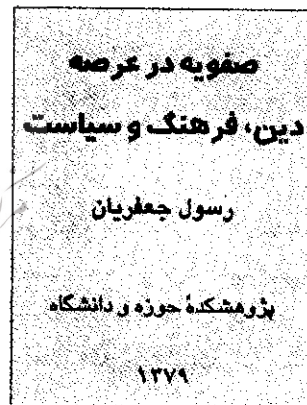 صفویه در عرصه
دین، فرهنگ و سیاست
رسول جعفریان
پژوهشکدهٔ حوزه و دانشگاه
۱۳۷۹